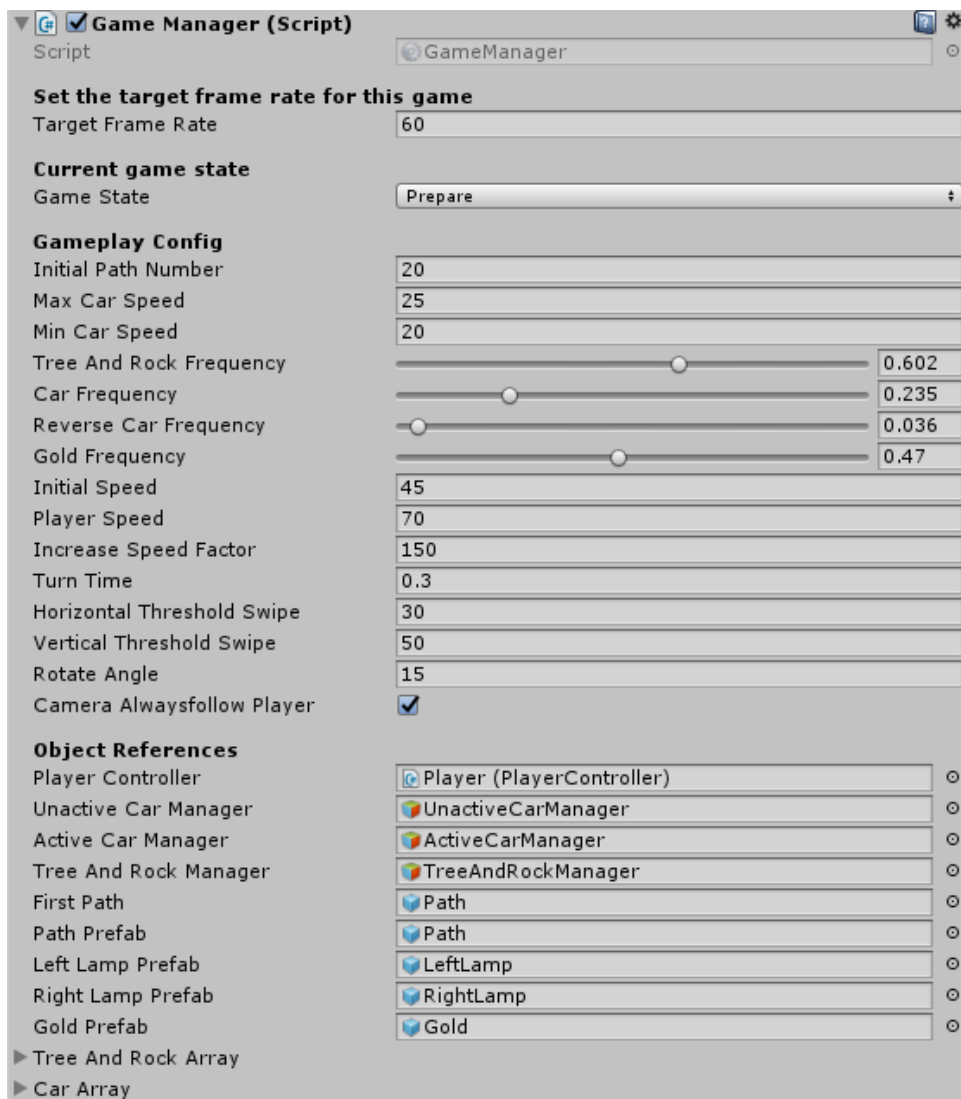 Game Manager (Script)
Script GameManager
Set the target frame rate for this game
Target Frame Rate 60
Current game state
Game State Prepare
Gameplay Config
Initial Path Number 20
Max Car Speed 25
Min Car Speed 20
Tree And Rock Frequency 0.602
Car Frequency 0.235
Reverse Car Frequency 0.036
Gold Frequency 0.47
Initial Speed 45
Player Speed 70
Increase Speed Factor 150
Turn Time 0.3
Horizontal Threshold Swipe 30
Vertical Threshold Swipe 50
Rotate Angle 15
Camera Alwaysfollow Player
Object References
Player Controller Player (PlayerController)
Unactive Car Manager UnactiveCarManager
Active Car Manager ActiveCarManager
Tree And Rock Manager TreeAndRockManager
First Path Path
Path Prefab Path
Left Lamp Prefab LeftLamp
Right Lamp Prefab RightLamp
Gold Prefab Gold
Tree And Rock Array
Car Array